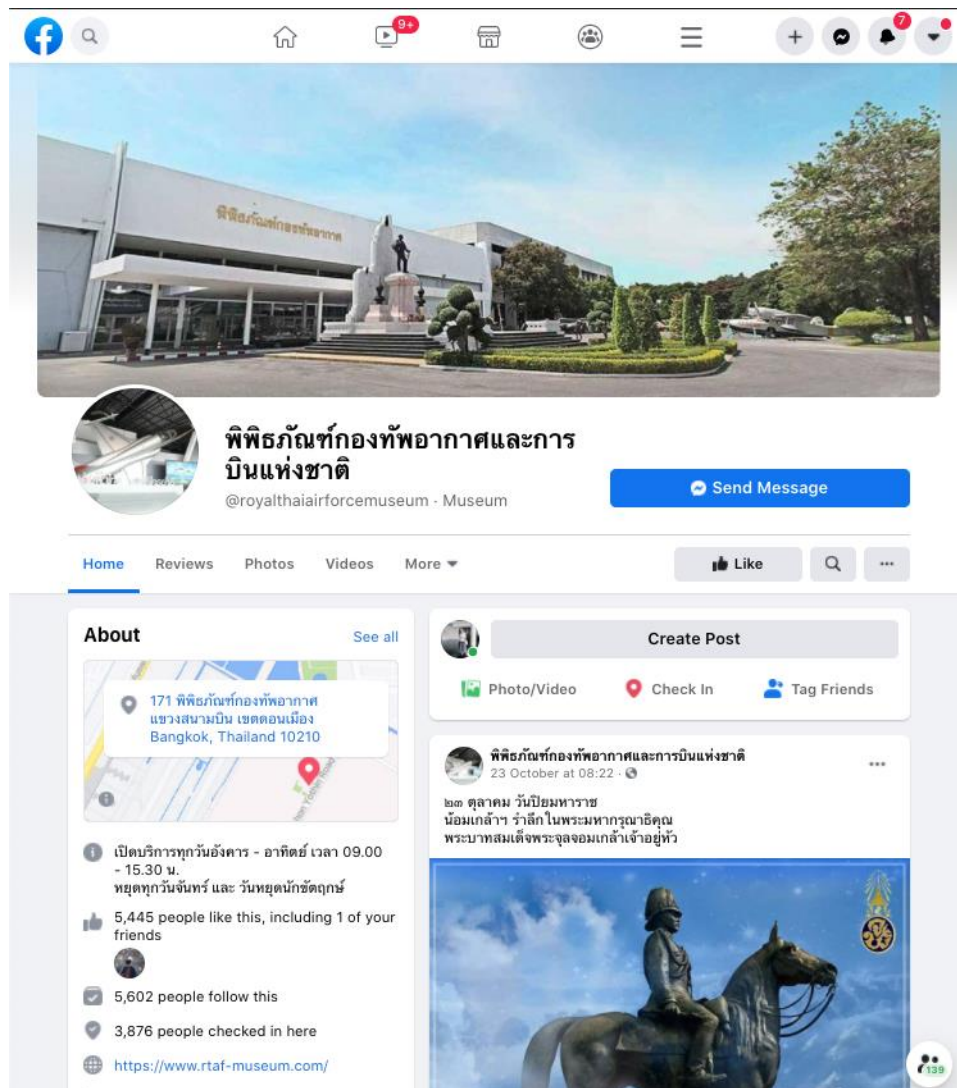 9+
7
พิพิธภัณฑ์กองทัพอากาศ
พิพิธภัณฑ์กองทัพอากาศและการ
บินแห่งชาติ
@royalthaiairforcemuseum · Museum
Send Message
Home Reviews Photos Videos More
Like
About See all
171 พิพิธภัณฑ์กองทัพอากาศ
แขวงสนามบิน เขตดอนเมือง
Bangkok, Thailand 10210
เปิดบริการทุกวันอังคาร - อาทิตย์ เวลา 09.00
- 15.30 น.
หยุดทุกวันจันทร์ และ วันหยุดนักขัตฤกษ์
5,445 people like this, including 1 of your
friends
5,602 people follow this
3,876 people checked in here
https://www.rtaf-museum.com/
Create Post
Photo/Video Check In Tag Friends
พิพิธภัณฑ์กองทัพอากาศและการบินแห่งชาติ
23 October at 08:22 ·
๒๓ ตุลาคม วันปิยมหาราช
น้อมเกล้าฯ รำลึกในพระมหากรุณาธิคุณ
พระบาทสมเด็จพระจุลจอมเกล้าเจ้าอยู่หัว
139